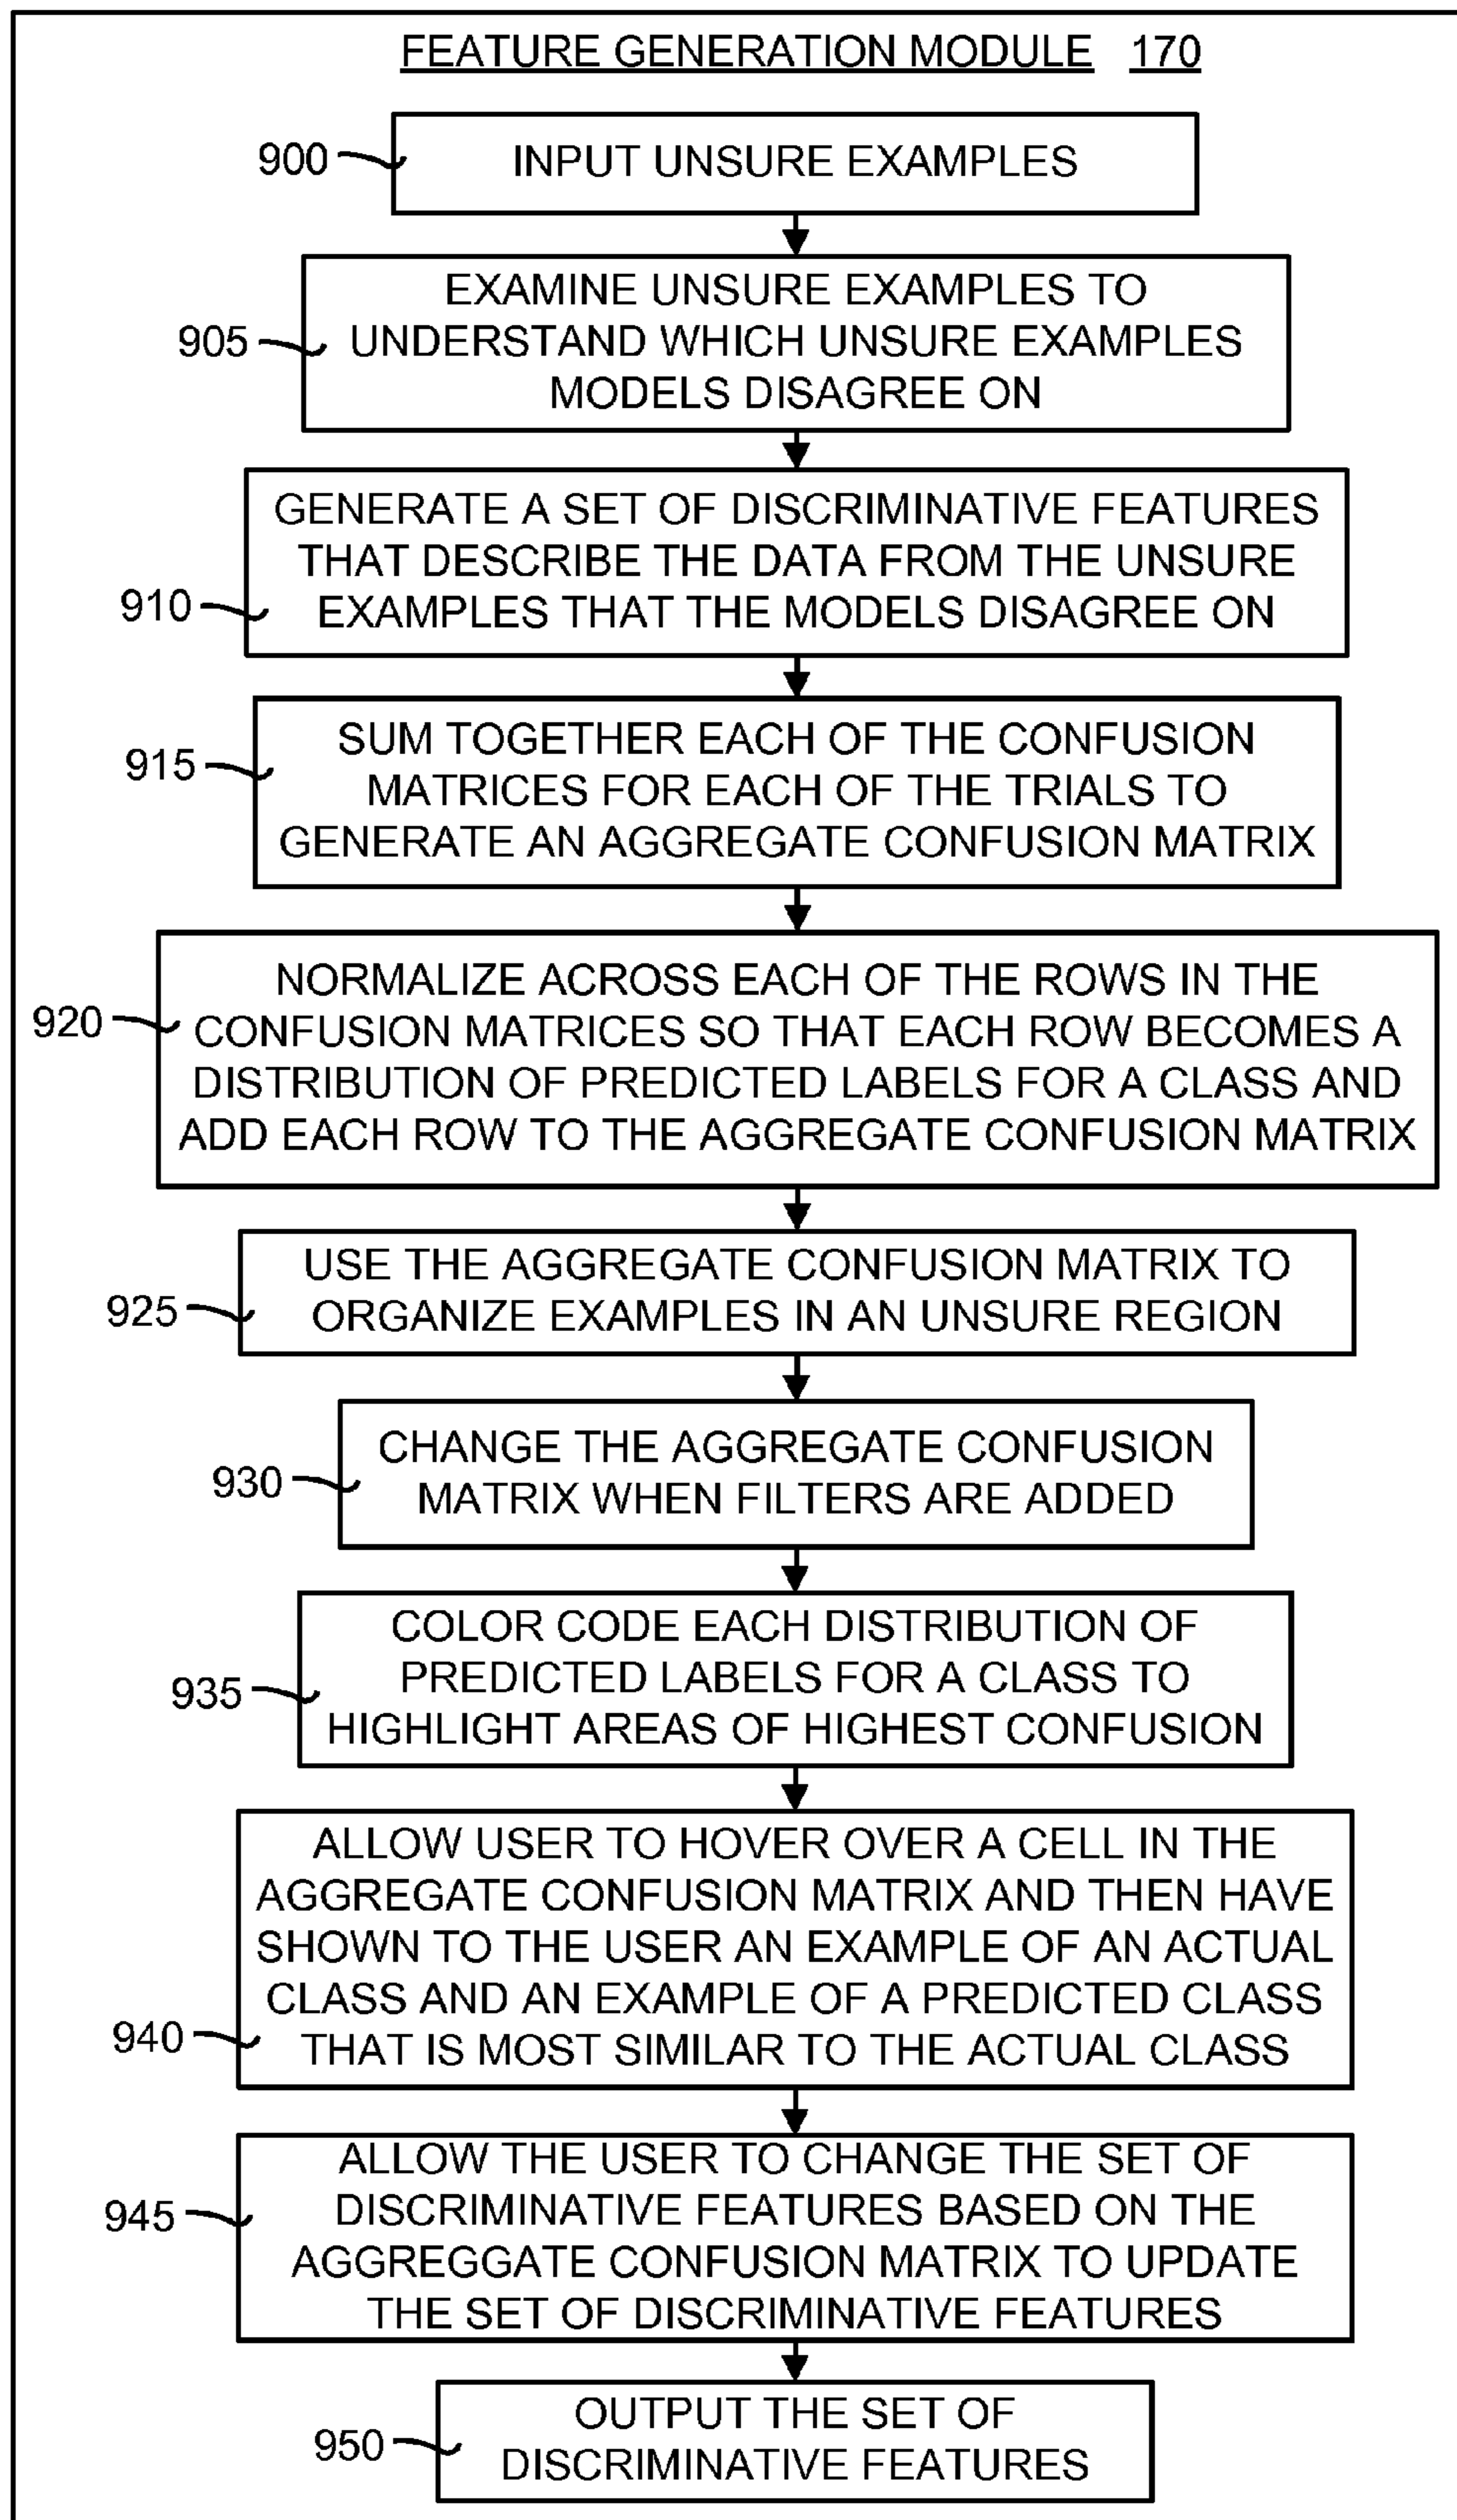 FEATURE GENERATION MODULE 170
900
INPUT UNSURE EXAMPLES
905
EXAMINE UNSURE EXAMPLES TO
UNDERSTAND WHICH UNSURE EXAMPLES
MODELS DISAGREE ON
910
GENERATE A SET OF DISCRIMINATIVE FEATURES
THAT DESCRIBE THE DATA FROM THE UNSURE
EXAMPLES THAT THE MODELS DISAGREE ON
915
SUM TOGETHER EACH OF THE CONFUSION
MATRICES FOR EACH OF THE TRIALS TO
GENERATE AN AGGREGATE CONFUSION MATRIX
920
NORMALIZE ACROSS EACH OF THE ROWS IN THE
CONFUSION MATRICES SO THAT EACH ROW BECOMES A
DISTRIBUTION OF PREDICTED LABELS FOR A CLASS AND
ADD EACH ROW TO THE AGGREGATE CONFUSION MATRIX
925
USE THE AGGREGATE CONFUSION MATRIX TO
ORGANIZE EXAMPLES IN AN UNSURE REGION
930
CHANGE THE AGGREGATE CONFUSION
MATRIX WHEN FILTERS ARE ADDED
935
COLOR CODE EACH DISTRIBUTION OF
PREDICTED LABELS FOR A CLASS TO
HIGHLIGHT AREAS OF HIGHEST CONFUSION
940
ALLOW USER TO HOVER OVER A CELL IN THE
AGGREGATE CONFUSION MATRIX AND THEN HAVE
SHOWN TO THE USER AN EXAMPLE OF AN ACTUAL
CLASS AND AN EXAMPLE OF A PREDICTED CLASS
THAT IS MOST SIMILAR TO THE ACTUAL CLASS
945
ALLOW THE USER TO CHANGE THE SET OF
DISCRIMINATIVE FEATURES BASED ON THE
AGGREGGATE CONFUSION MATRIX TO UPDATE
THE SET OF DISCRIMINATIVE FEATURES
950
OUTPUT THE SET OF
DISCRIMINATIVE FEATURES